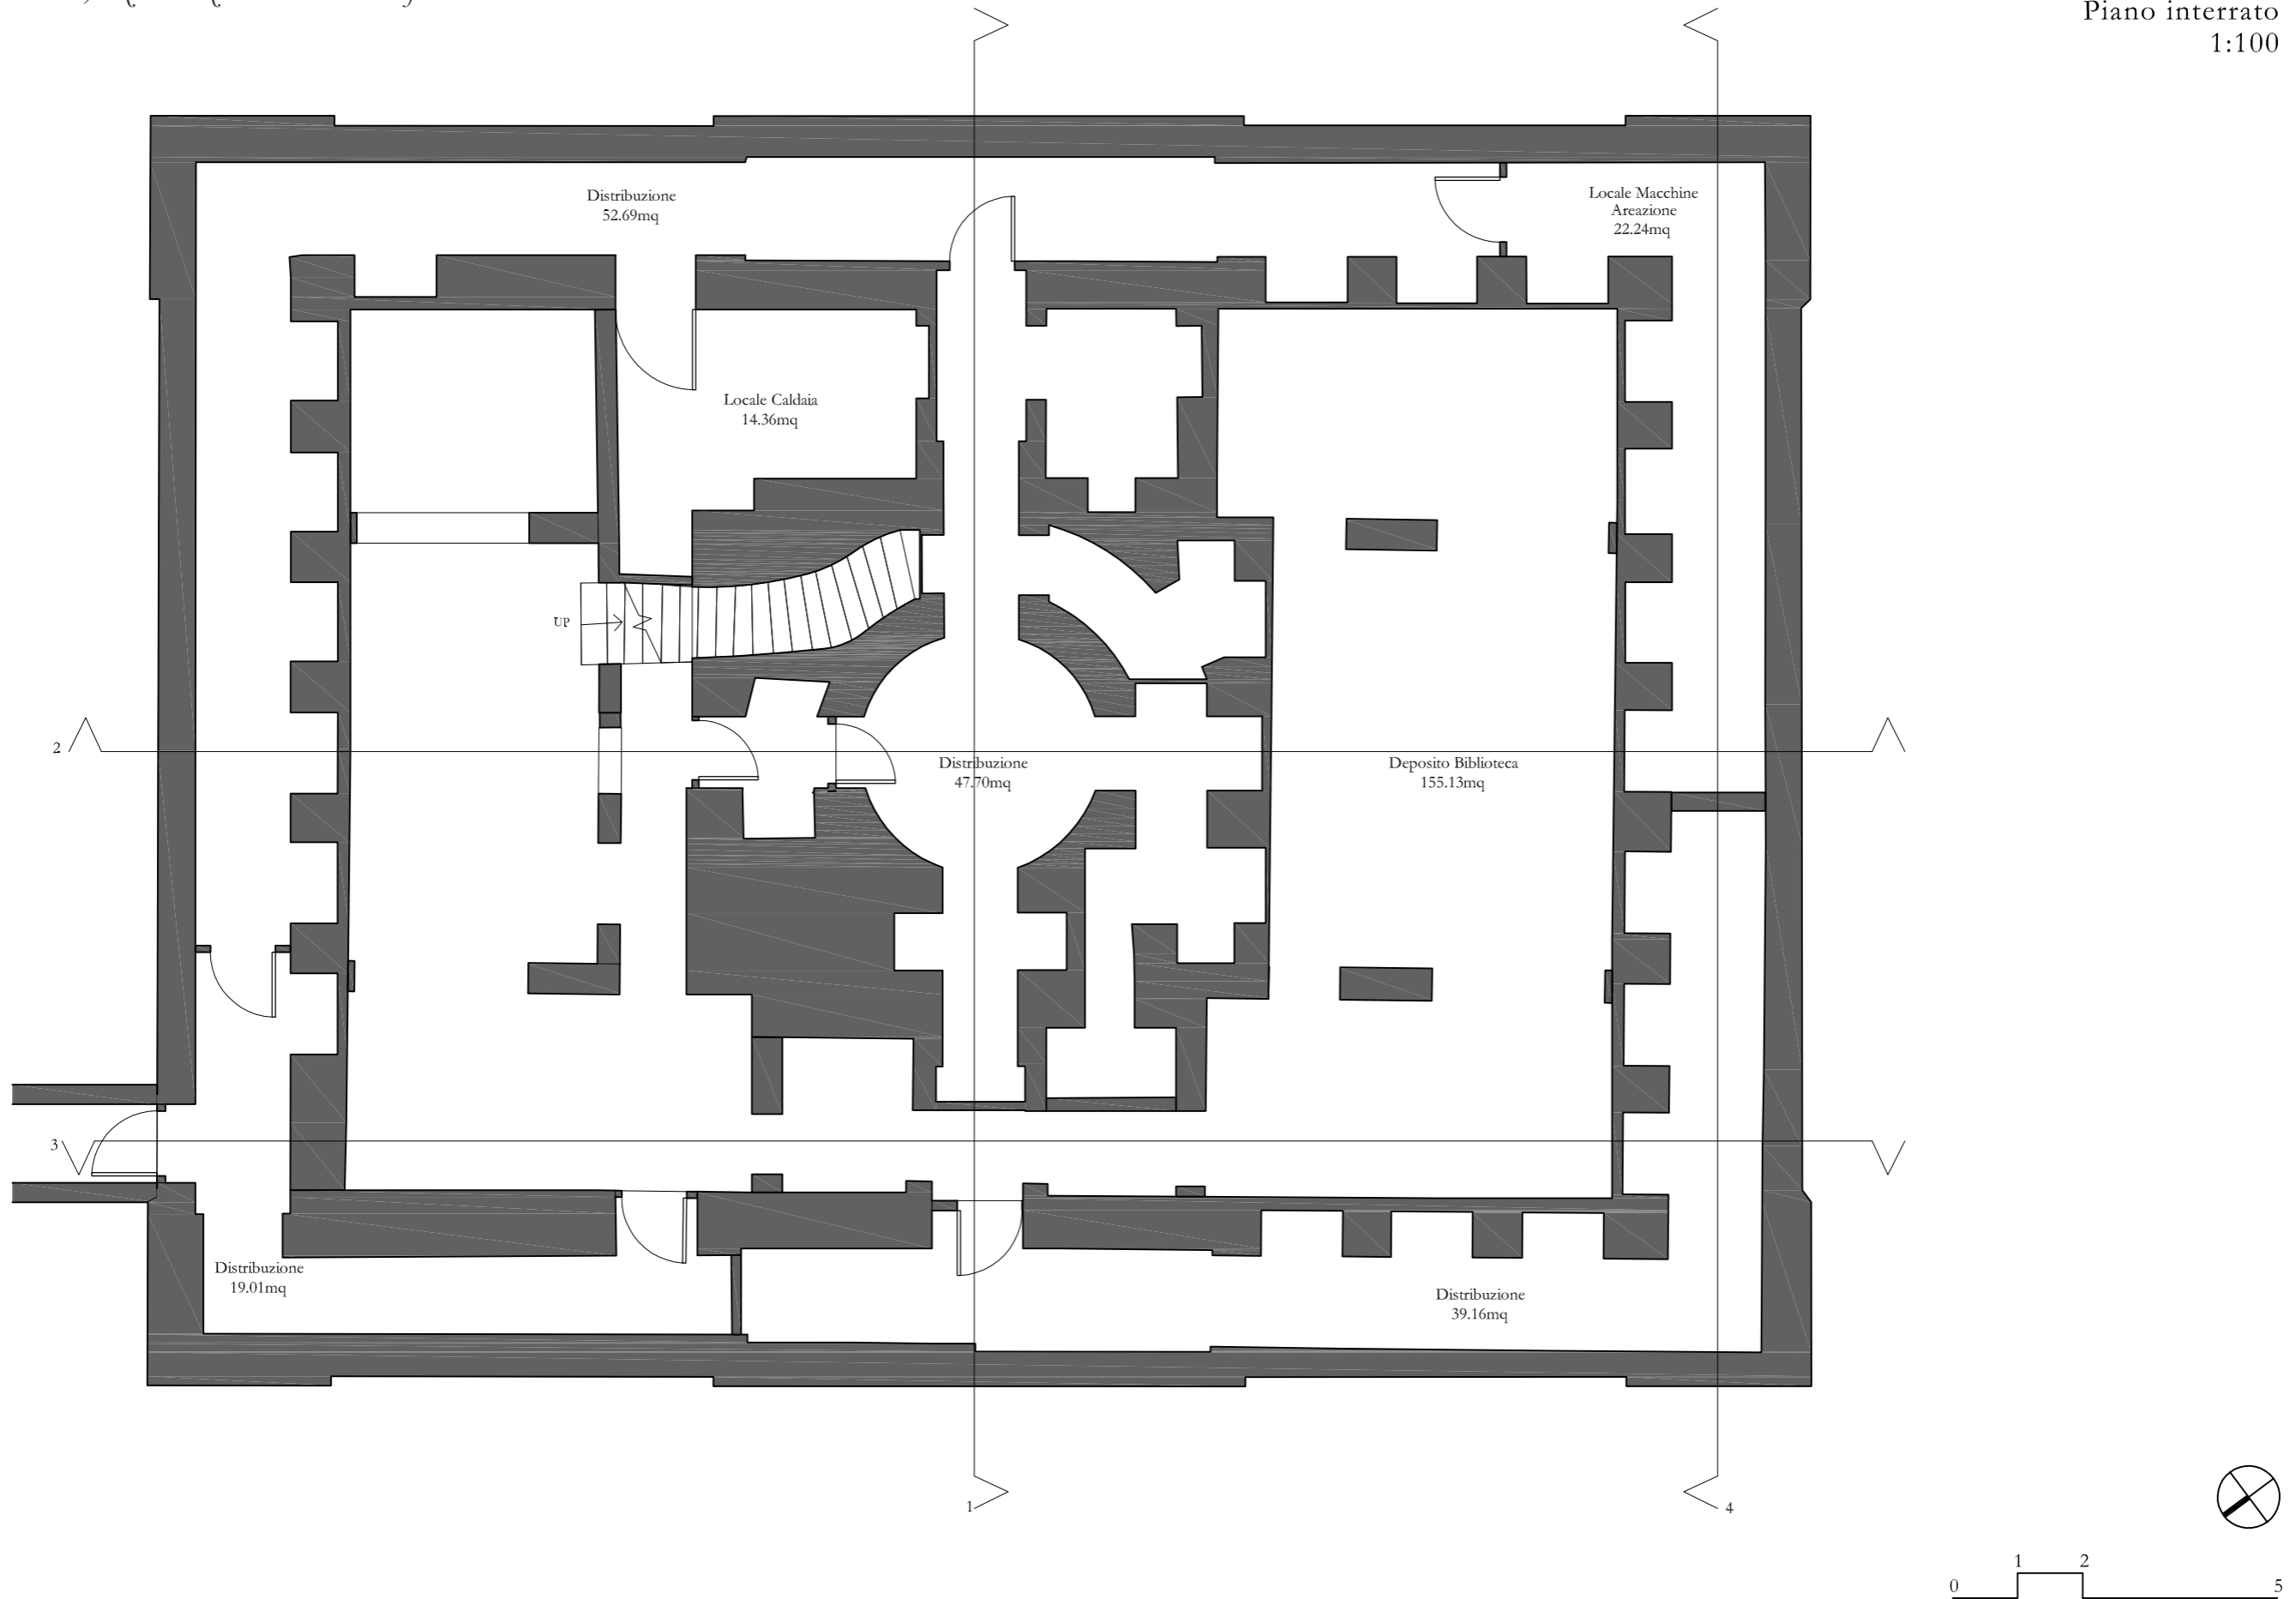 Piano interrato
1:100
Distribuzione
52.69mq
Locale Macchine
Areazione
22.24mq
Locale Caldaia
14.36mq
UP
2
Distribuzione
47.70mq
Deposito Biblioteca
155.13mq
3
Distribuzione
19.01mq
Distribuzione
39.16mq
1
4
1
2
0
5